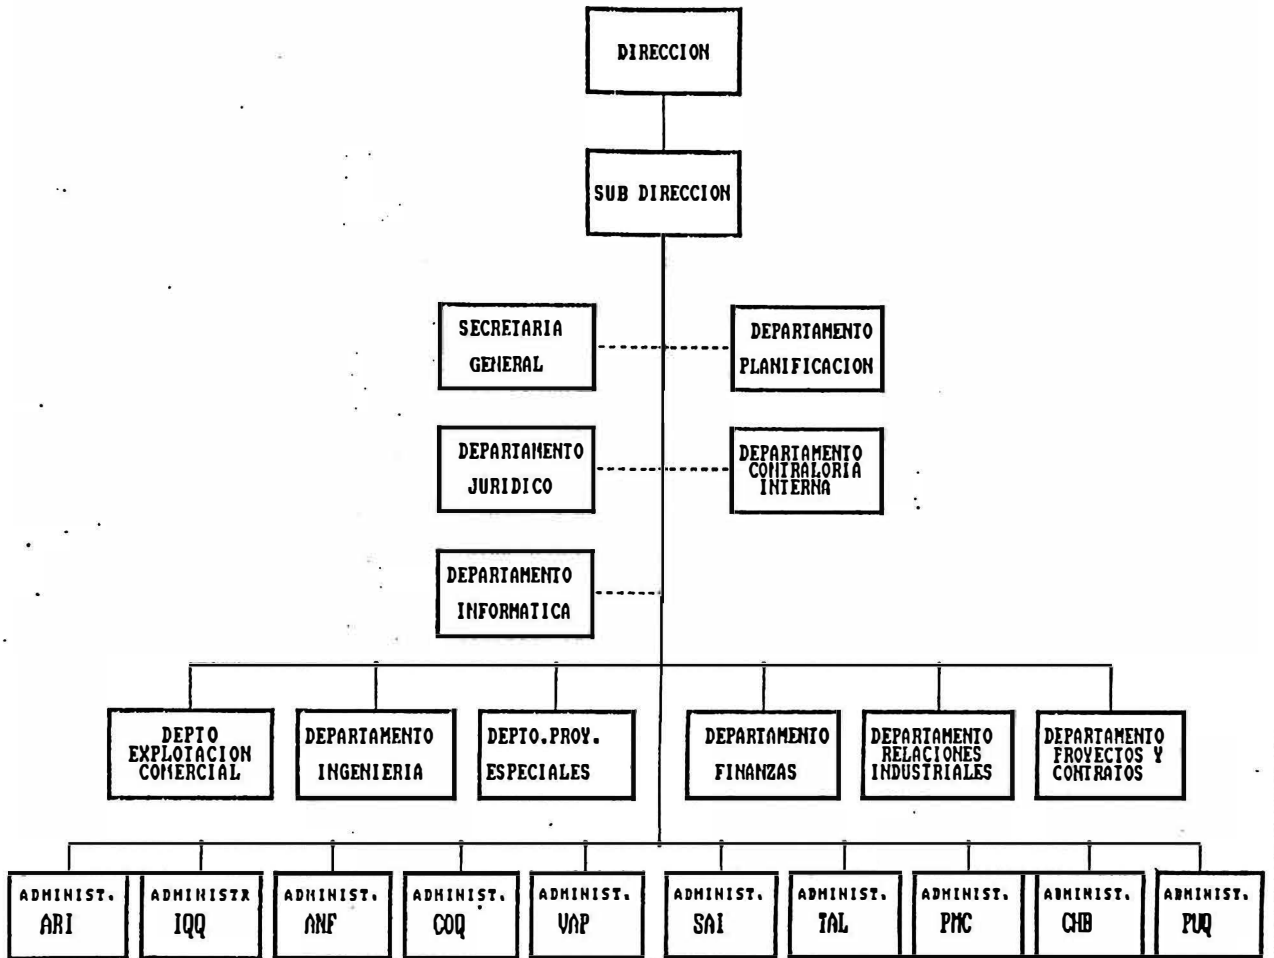 DIRECCION
SUB DIRECCION
SECRETARIA
GENERAL
DEPARTAMENTO
PLANIFICACION
DEPARTAMENTO
JURIDICO
DEPARTAMENTO
CONTRALORIA
INTERNA
DEPARTAMENTO
INFORMATICA
DEPTO
EXPLOTACION
COMERCIAL
DEPARTAMENTO
INGENIERIA
DEPTO.PROY.
ESPECIALES
DEPARTAMENTO
FINANZAS
DEPARTAMENTO
RELACIONES
INDUSTRIALES
DEPARTAMENTO
PROYECTOS Y
CONTRATOS
ADMINIST.
ARI
ADMINISTR
IQQ
ADMINIST.
ANF
ADMINIST.
COQ
ADMINIST.
VAP
ADMINIST.
SAI
ADMINIST.
TAL
ADMINIST.
PMC
ADMINIST.
CHB
ADMINIST.
PUQ